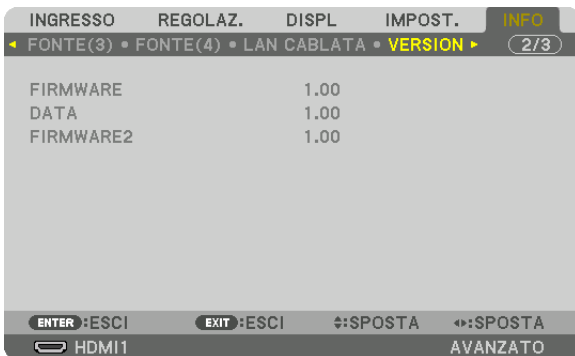 INGRESSO REGOLAZ. DISPL IMPOST. INFO
FONTE(3) • FONTE(4) • LAN CABLATA • VERSION 2/3
FIRMWARE 1.00
DATA 1.00
FIRMWARE2 1.00
ENTER :ESCI EXIT :ESCI :SPOSTA :SPOSTA
HDMI1 AVANZATO